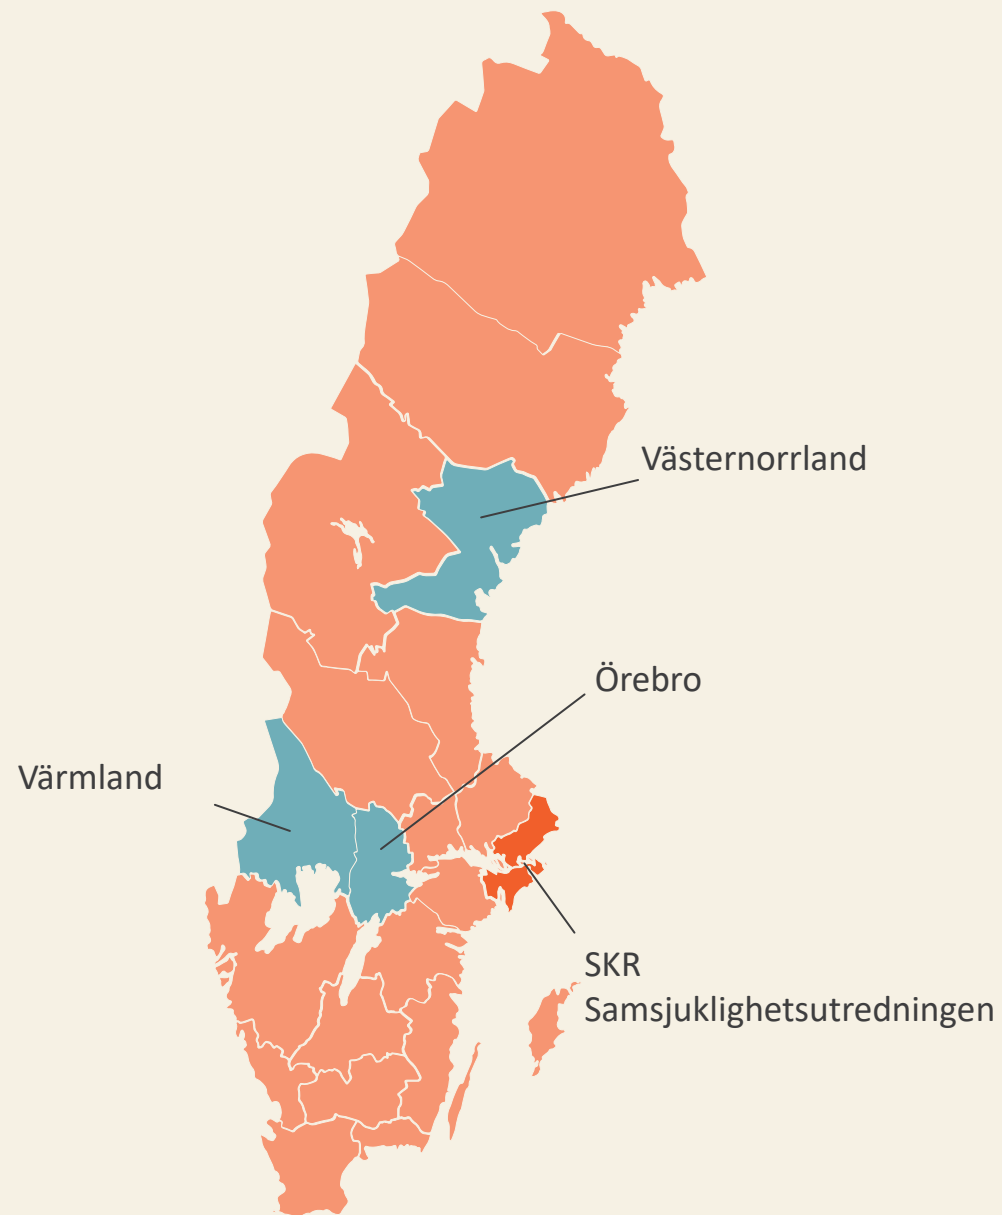 Västernorrland
Örebro
Värmland
SKR
Samsjuklighetsutredningen